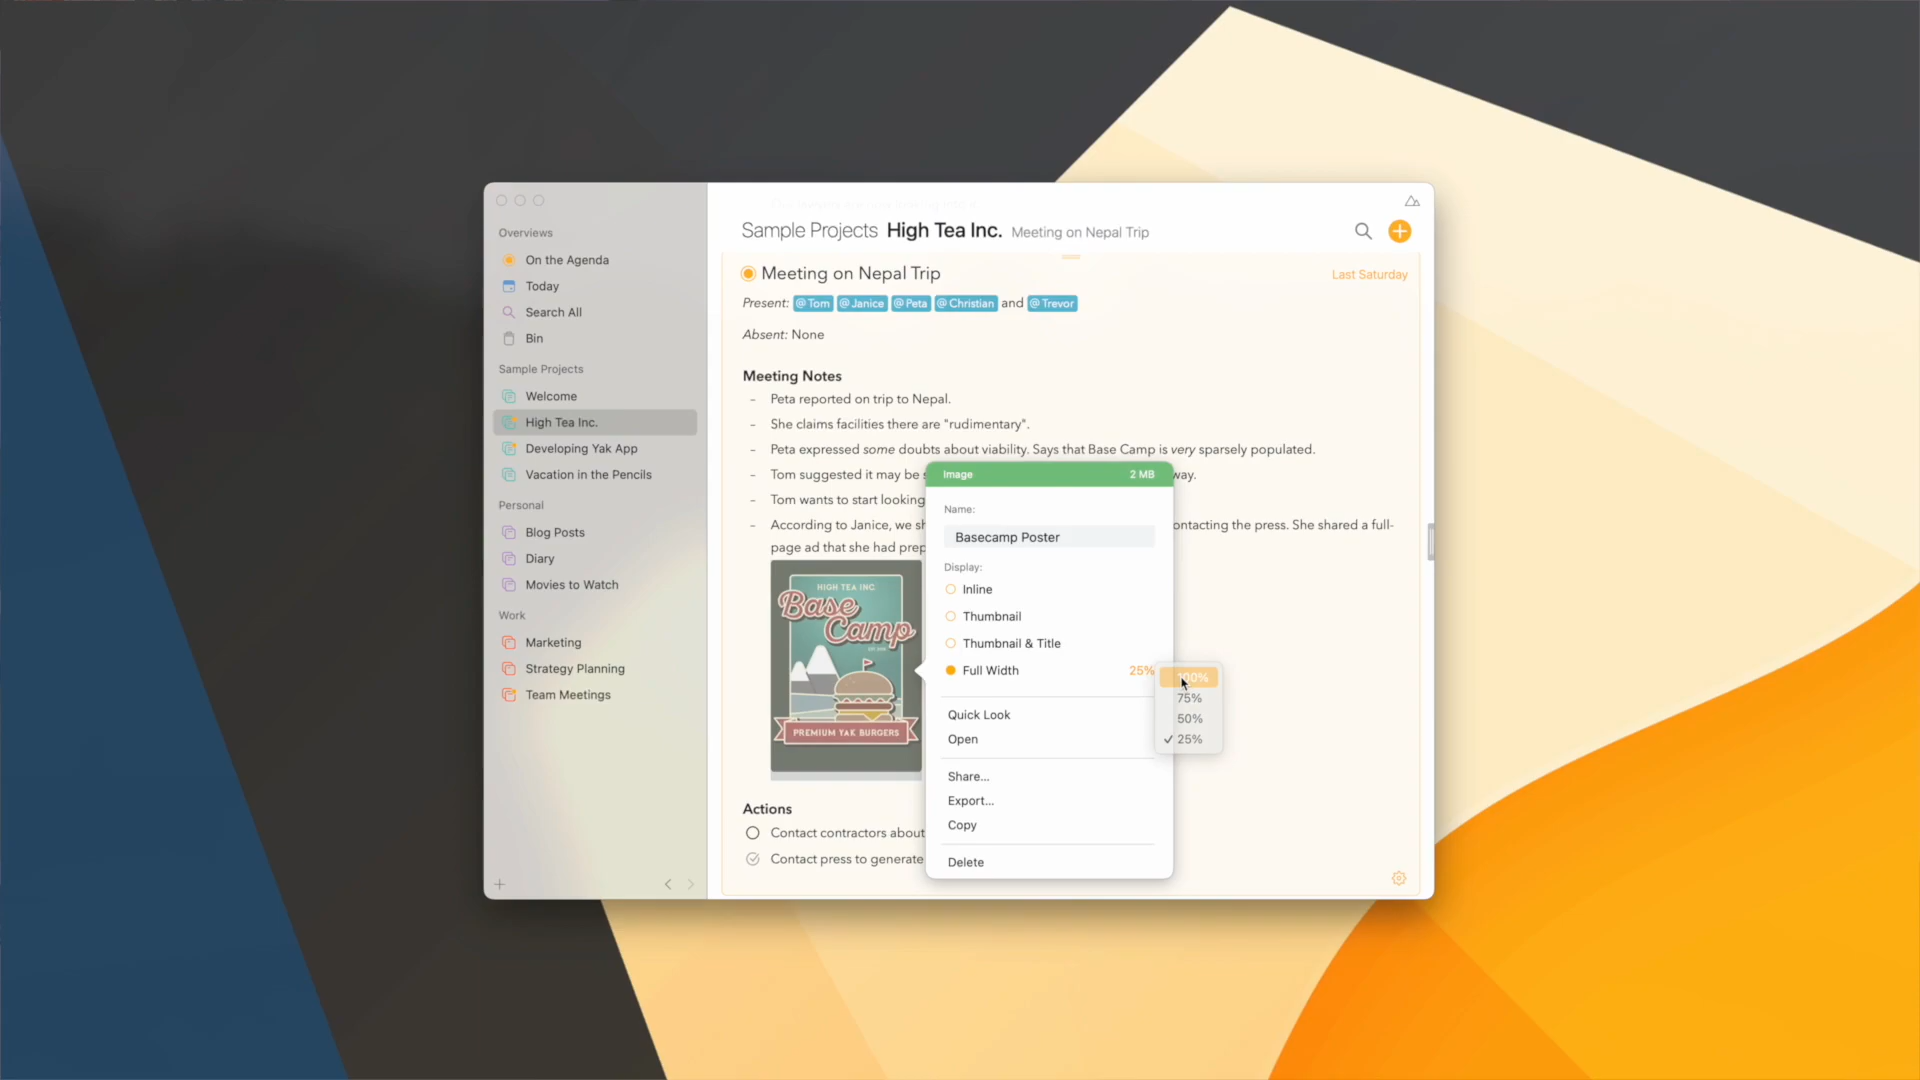 Overviews
On the Agenda
Today
Search All
Bin
Sample Projects
Welcome
High Tea Inc.
Developing Yak App
Vacation in the Pencils
Personal
Blog Posts
Diary
Movies to Watch
Work
Marketing
Strategy Planning
Team Meetings
Sample Projects High Tea Inc. Meeting on Nepal Trip
Meeting on Nepal Trip Last Saturday
Present: @Tom @Janice @Peta @Christian and @Trevor
Absent: None
Meeting Notes
- Peta reported on trip to Nepal.
- She claims facilities there are "rudimentary".
- Peta expressed some doubts about viability. Says that Base Camp is very sparsely populated.
- Tom suggested it may be
- Tom wants to start looking
- According to Janice, we ontacting the press. She shared a full-
page ad that she had
HIGH TEA INC.
Base
Camp
PREMIUM YAK BURGERS
Actions
Contact contractors about
Contact press to generate
Image 2 MB
Name:
Basecamp Poster
Display:
Inline
Thumbnail
Thumbnail & Title
Full Width 25%
Quick Look
Open
Share...
Export...
Copy
Delete
100%
75%
50%
✓ 25%